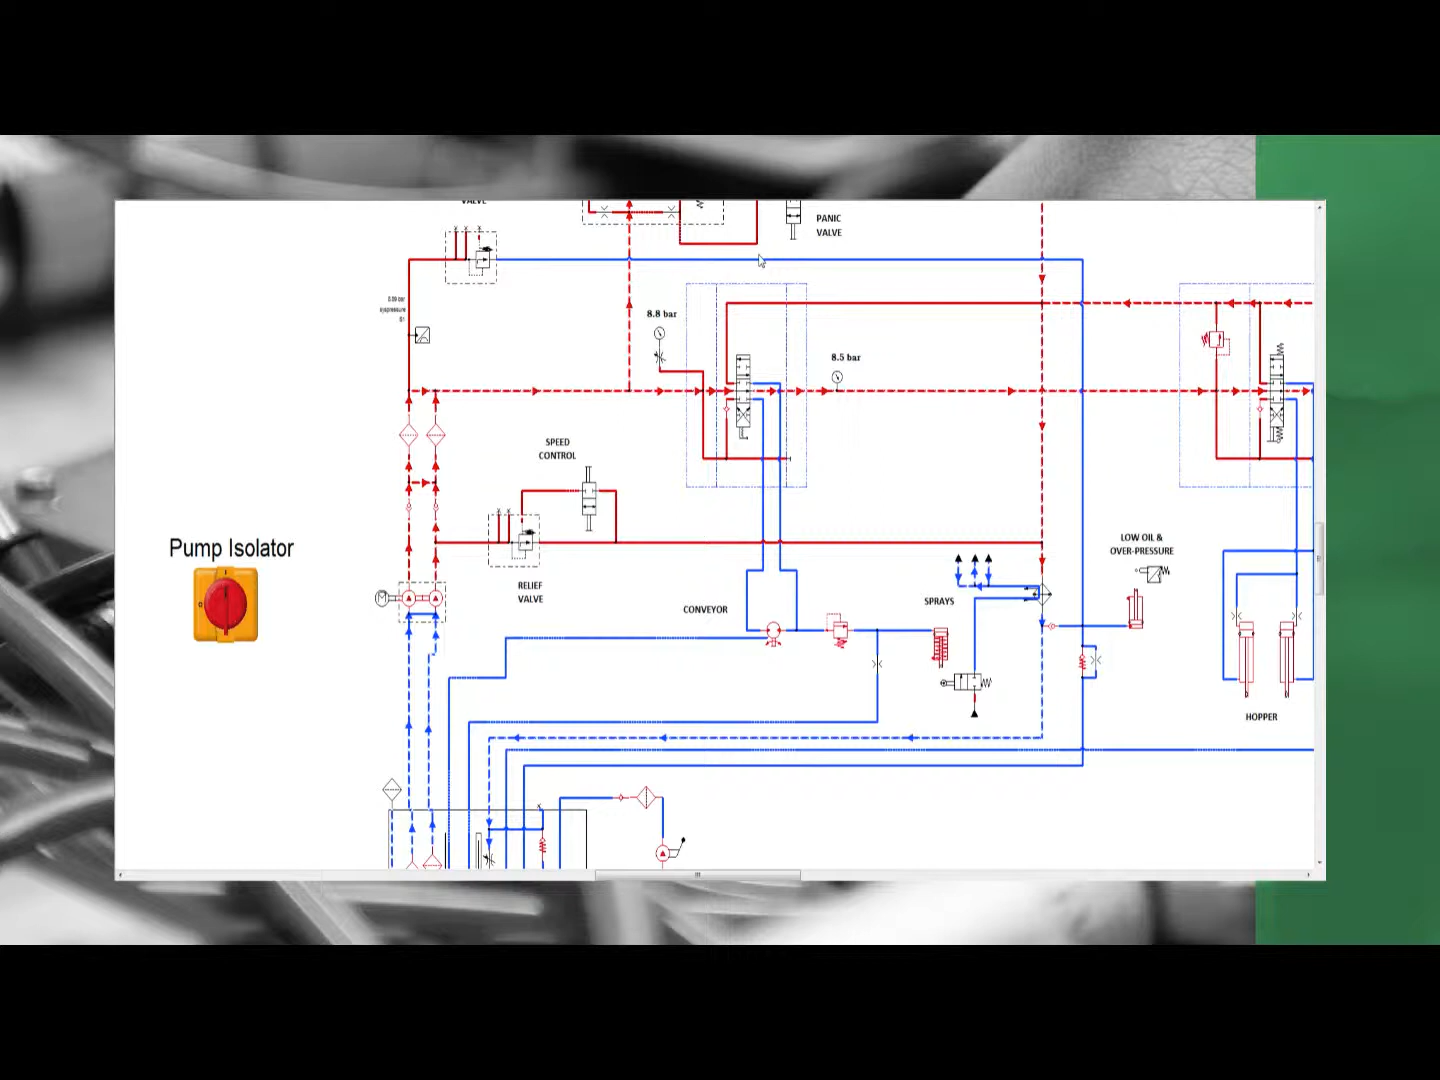 VALVE
PANIC
VALVE
8.8 bar
8.5 bar
SPEED
CONTROL
Pump Isolator
LOW OIL &
OVER-PRESSURE
RELIEF
VALVE
CONVEYOR
SPRAYS
HOPPER